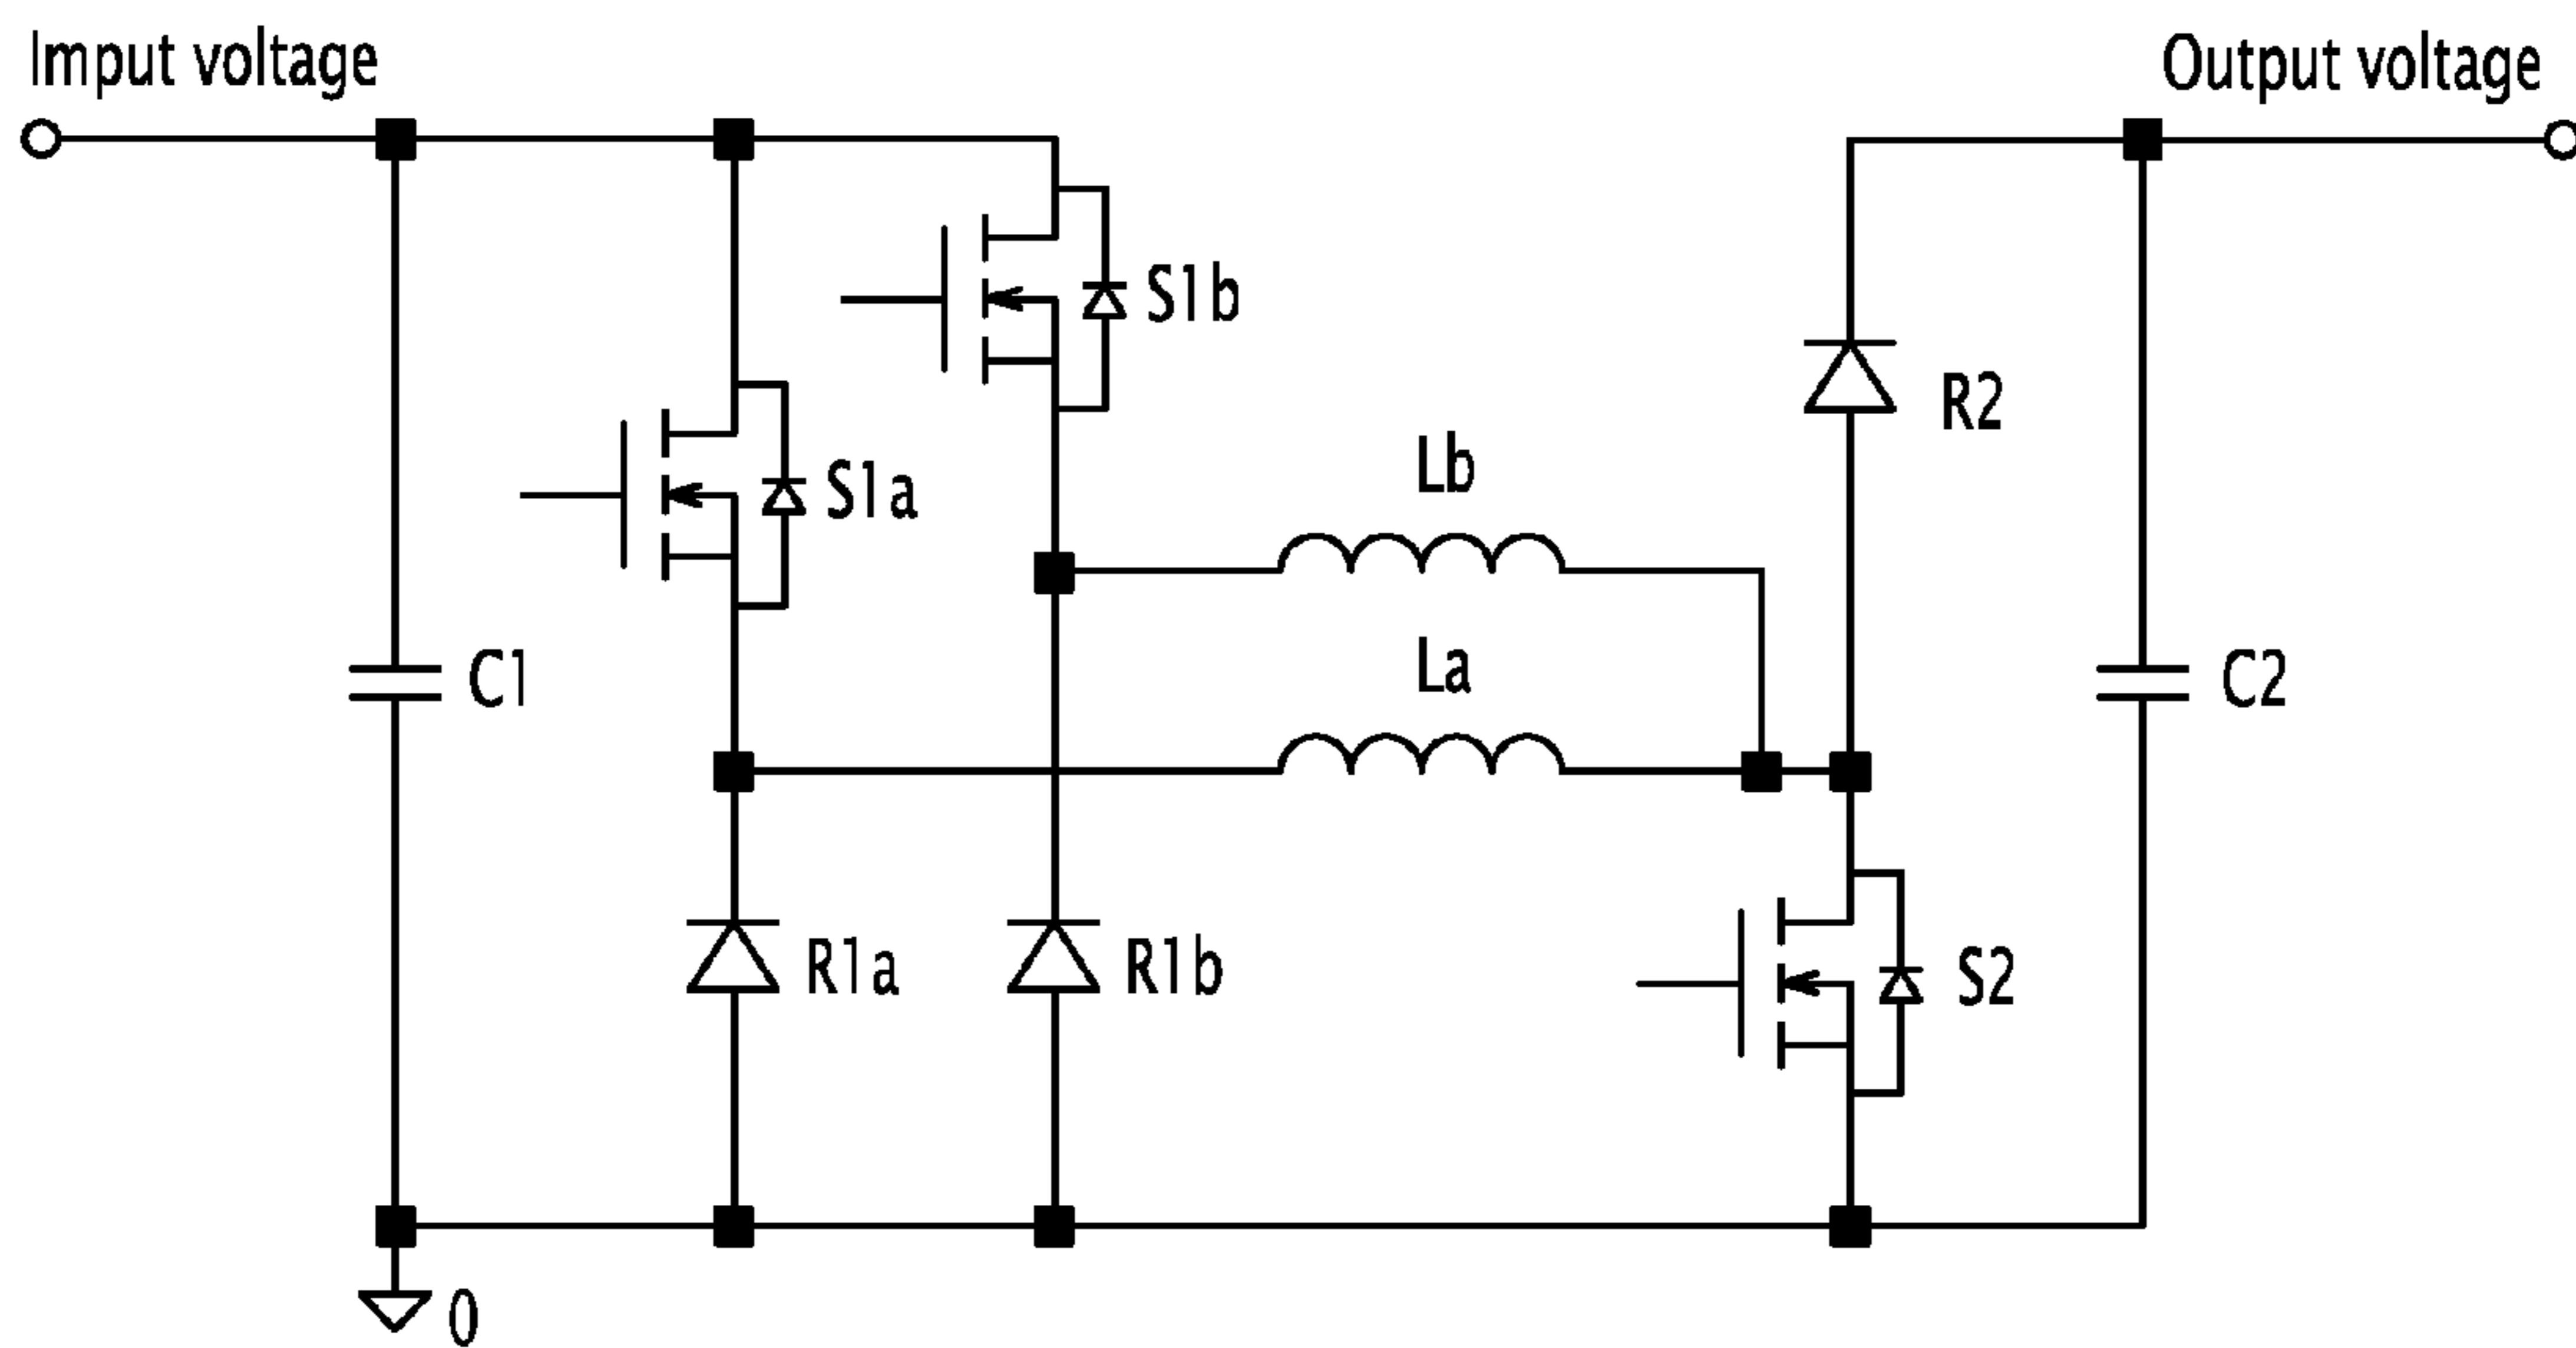 Imput voltage
Output voltage
S1b
R2
Lb
S1a
La
C1
C2
R1a
R1b
S2
0